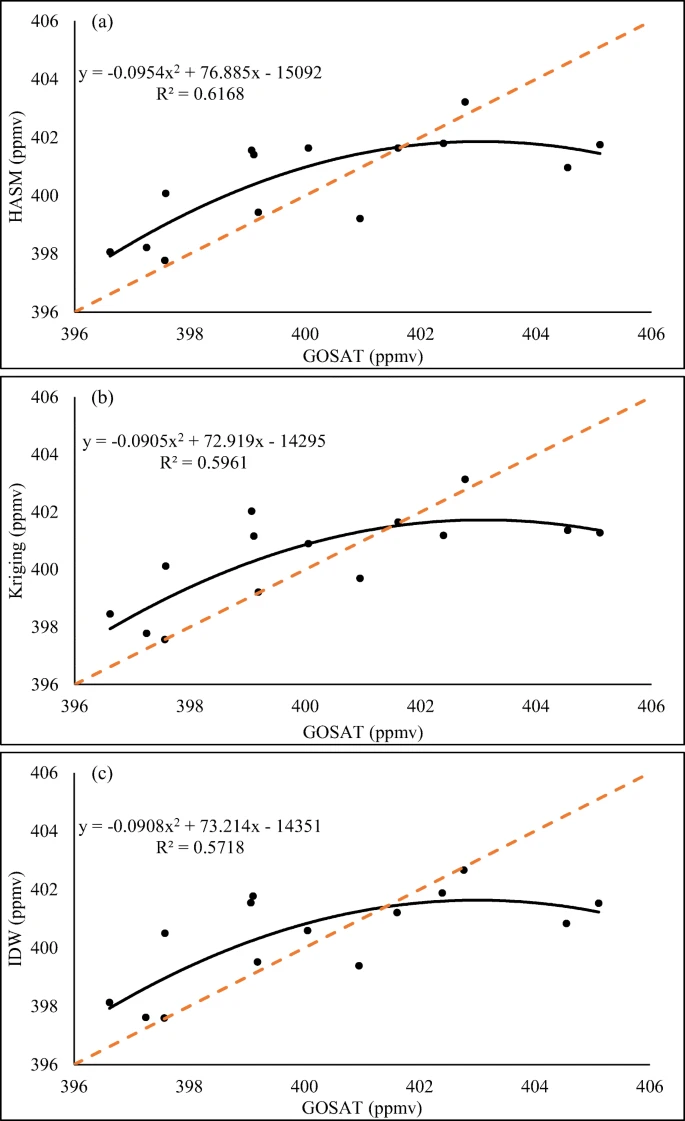 (a)
y = -0.0954x² + 76.885x - 15092
R² = 0.6168
HASM (ppmv)
406
404
402
400
398
396
396 398 400 402 404 406
GOSAT (ppmv)
(b)
y = -0.0905x² + 72.919x - 14295
R² = 0.5961
Kriging (ppmv)
406
404
402
400
398
396
396 398 400 402 404 406
GOSAT (ppmv)
(c)
y = -0.0908x² + 73.214x - 14351
R² = 0.5718
IDW (ppmv)
406
404
402
400
398
396
396 398 400 402 404 406
GOSAT (ppmv)